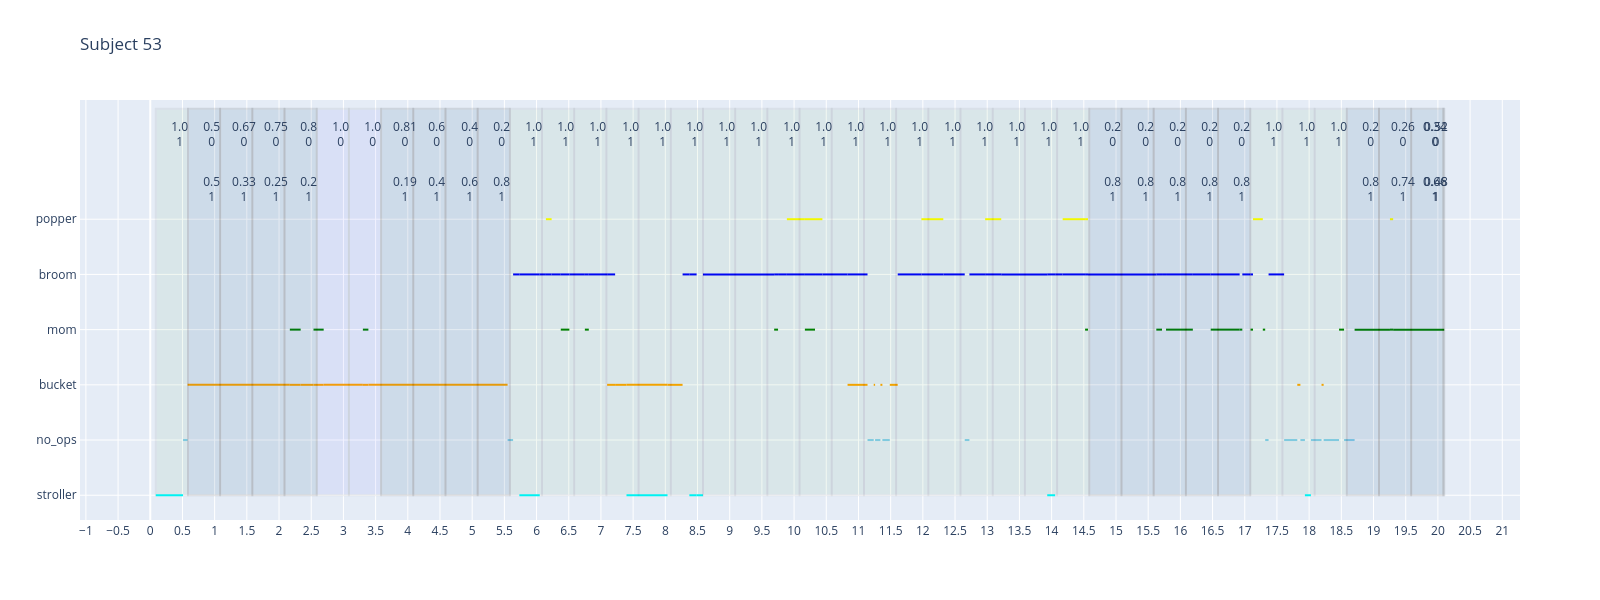 Subject 53
1.0 0.5 0.67 0.75 0.8 1.0 1.0 0.81 0.6 0.4 0.2 1.0 1.0 1.0 1.0 1.0 1.0 1.0 1.0 1.0 1.0 1.0 1.0 1.0 1.0 1.0 1.0 1.0 1.0 0.2 0.2 0.2 0.2 0.2 1.0 1.0 1.0 0.2 0.26
1 0 0 0 0 0 0 0 0 0 0 1 1 1 1 1 1 1 1 1 1 1 1 1 1 1 1 1 1 0 0 0 0 0 1 1 1 0 0 0
0.5 0.33 0.25 0.2 0.19 0.4 0.6 0.8 0.8 0.8 0.8 0.8 0.8 0.8 0.74
1 1 1 1 1 1 1 1 1 1 1 1 1 1 1 1
popper
broom
mom
bucket
no_ops
stroller
−1 −0.5 0 0.5 1 1.5 2 2.5 3 3.5 4 4.5 5 5.5 6 6.5 7 7.5 8 8.5 9 9.5 10 10.5 11 11.5 12 12.5 13 13.5 14 14.5 15 15.5 16 16.5 17 17.5 18 18.5 19 19.5 20 20.5 21